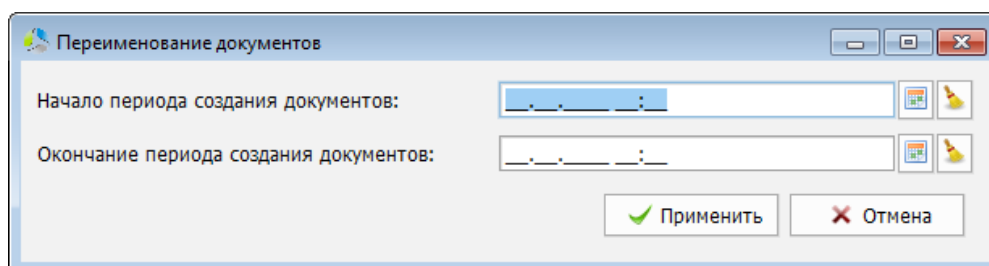 Переименование документов
Начало периода создания документов: __.__.____ __:__
Окончание периода создания документов: __.__.____ __:__
Применить Отмена